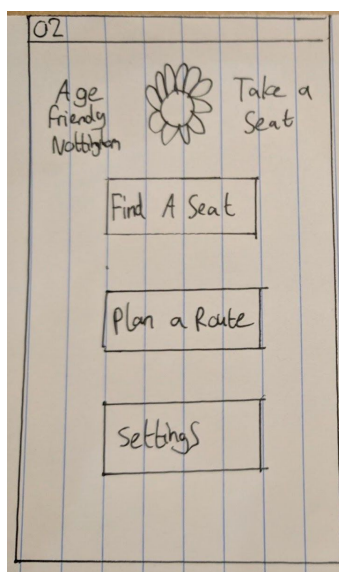 02
Age
Friendly
Nottingham
Take a
Seat
Find A Seat
Plan a Route
Settings